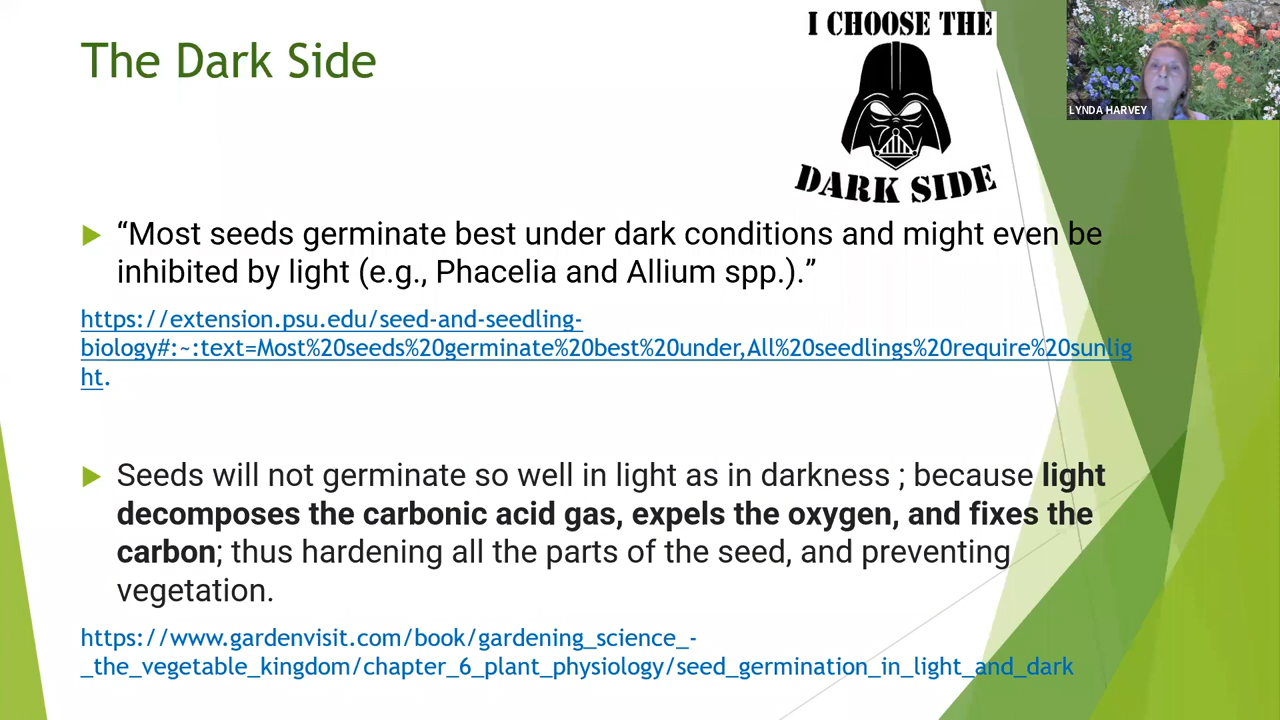 The Dark Side
I CHOOSE THE
DARK SIDE
LYNDA HARVEY
“Most seeds germinate best under dark conditions and might even be
inhibited by light (e.g., Phacelia and Allium spp.).”
https://extension.psu.edu/seed-and-seedling-
biology#:~:text=Most%20seeds%20germinate%20best%20under,All%20seedlings%20require%20sunlig
ht.
Seeds will not germinate so well in light as in darkness ; because light
decomposes the carbonic acid gas, expels the oxygen, and fixes the
carbon; thus hardening all the parts of the seed, and preventing
vegetation.
https://www.gardenvisit.com/book/gardening_science_-
_the_vegetable_kingdom/chapter_6_plant_physiology/seed_germination_in_light_and_dark